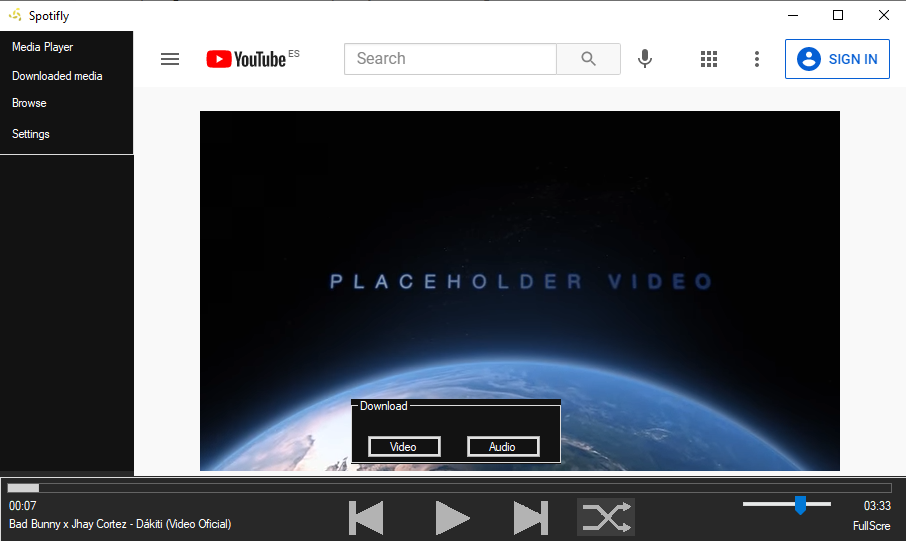 Spotifly
Media Player
Downloaded media
Browse
Settings
YouTube ES
Search
SIGN IN
PLACEHOLDER VIDEO
Download
Video
Audio
00:07
03:33
Bad Bunny x Jhay Cortez - Dákiti (Video Oficial)
FullScre